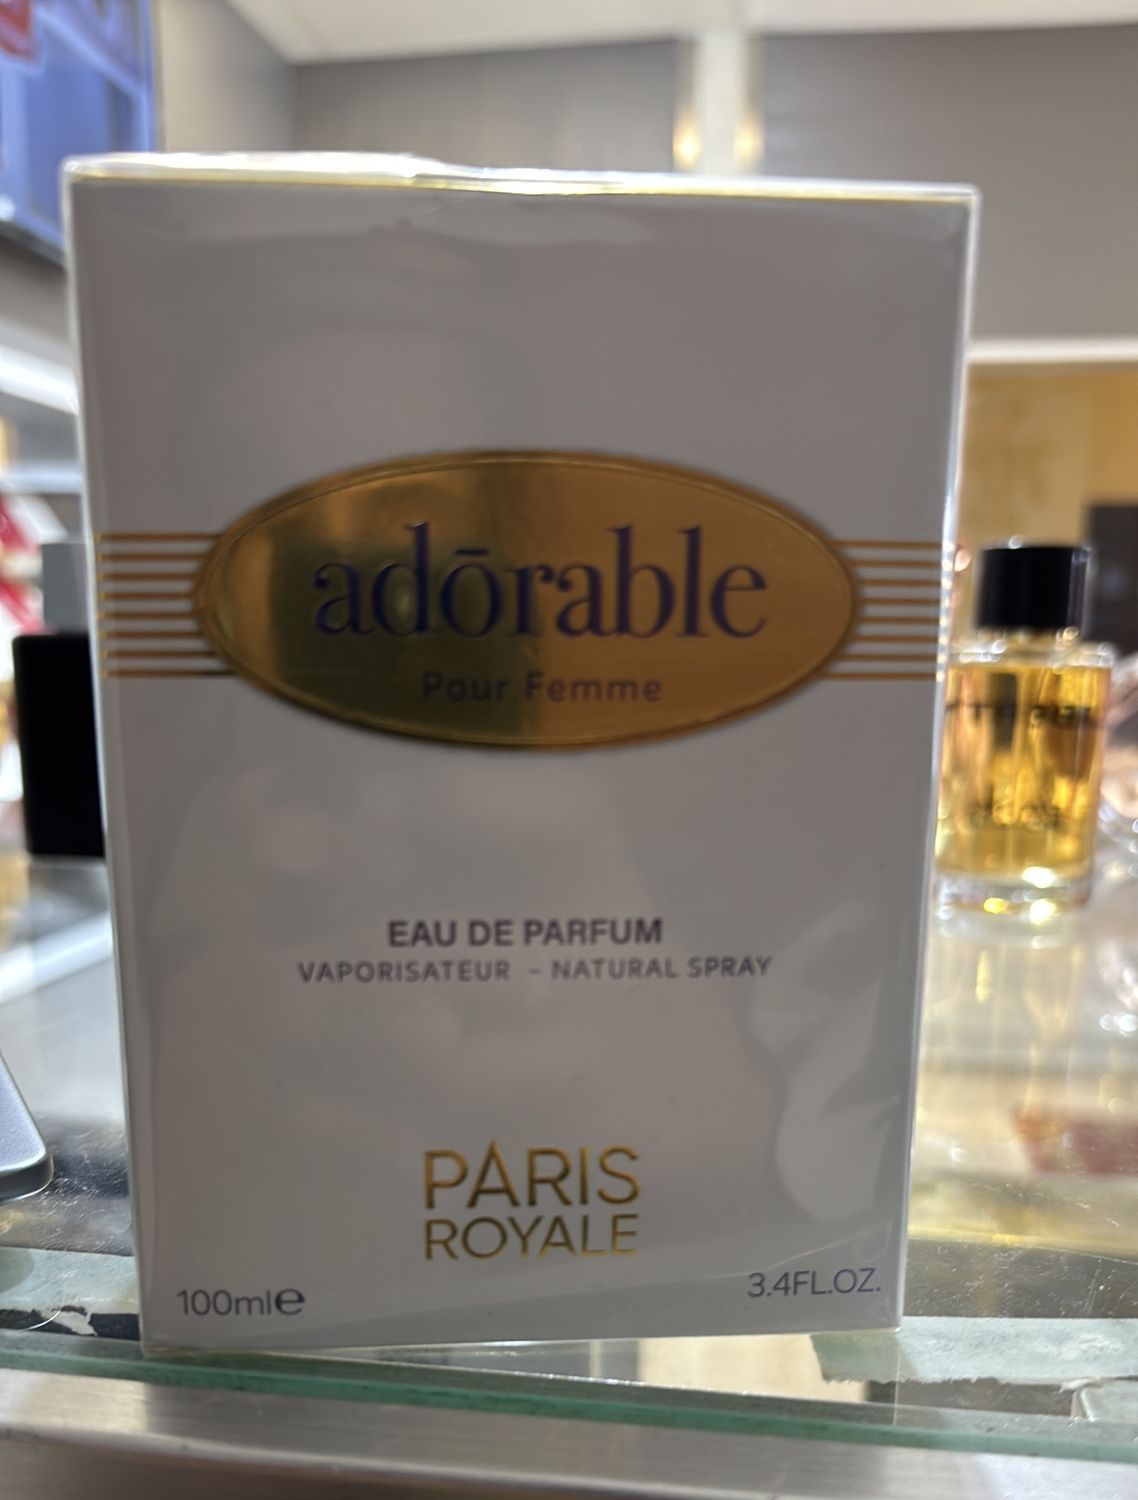 adōrable
Pour Femme
EAU DE PARFUM
VAPORISATEUR - NATURAL SPRAY
PARIS
ROYALE
100ml℮
3.4FL.OZ.